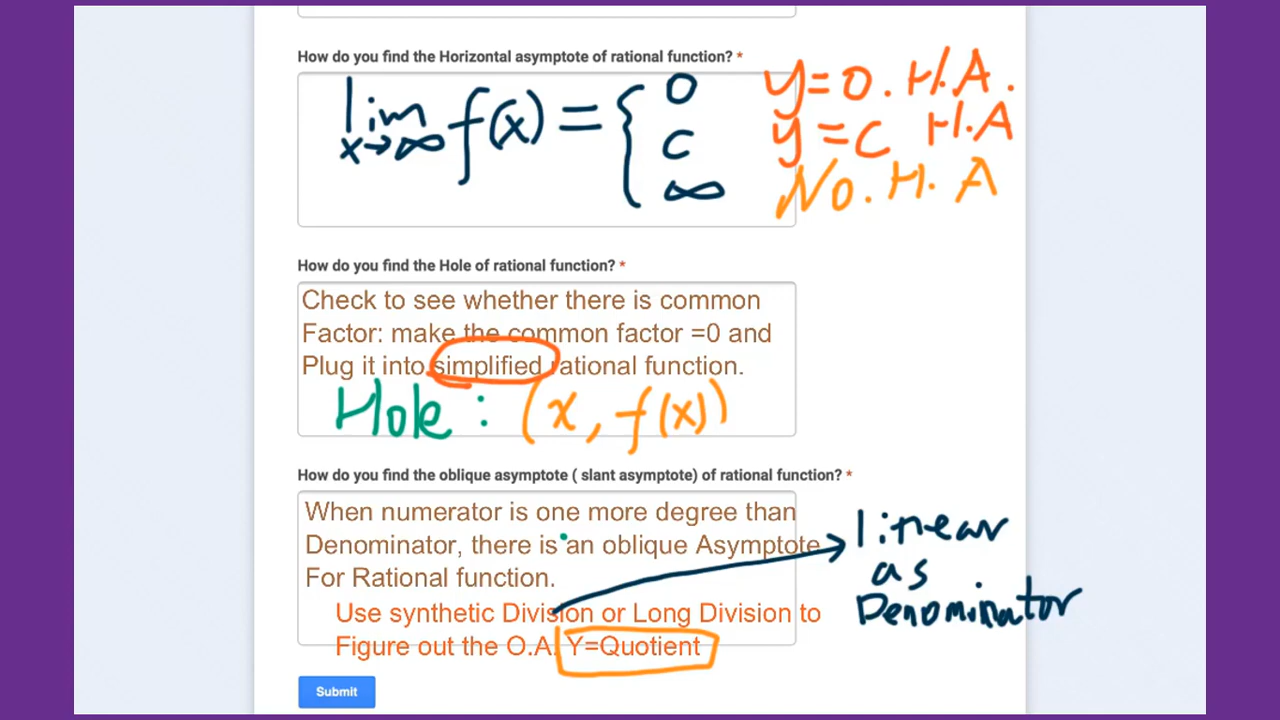 How do you find the Horizontal asymptote of rational function? *
lim x→∞ f(x) = { 0 y=0. H.A.
c y=c H.A
∞ No. H. A
How do you find the Hole of rational function? *
Check to see whether there is common
Factor: make the common factor =0 and
Plug it into simplified rational function.
Hole : (x, f(x))
How do you find the oblique asymptote ( slant asymptote) of rational function? *
When numerator is one more degree than
Denominator, there is an oblique Asymptote
For Rational function.
Use synthetic Division or Long Division to
Figure out the O.A. Y=Quotient
linear
as
Denominator
Submit